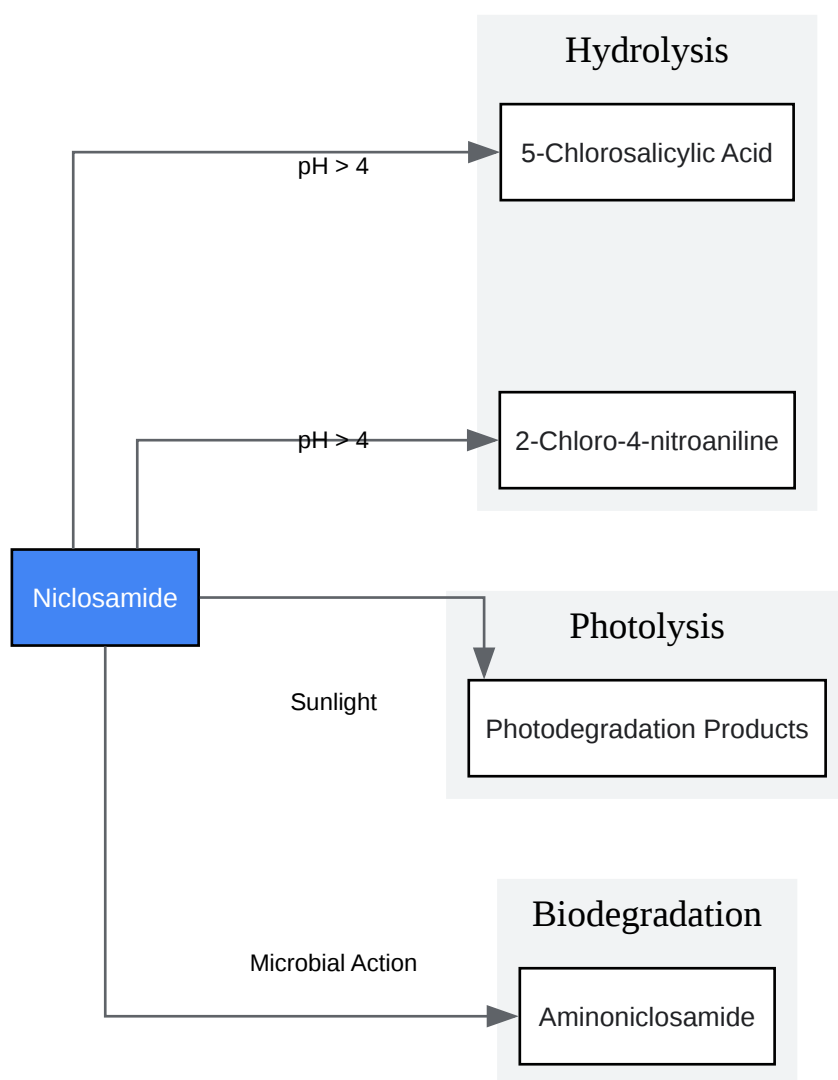 Hydrolysis
5-Chlorosalicylic Acid
pH > 4
pH > 4
2-Chloro-4-nitroaniline
Niclosamide
Photolysis
Sunlight
Photodegradation Products
Biodegradation
Microbial Action
Aminoniclosamide